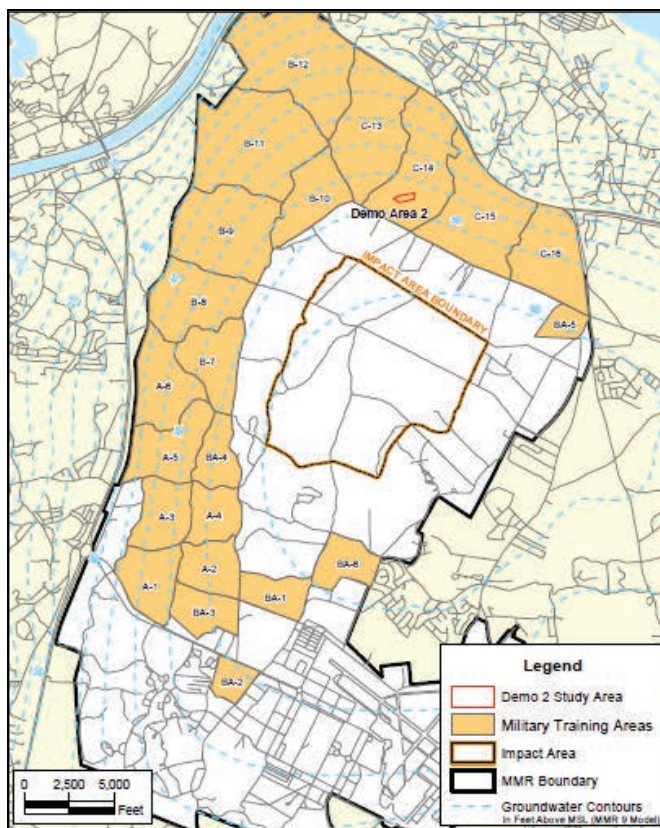 B-12
C-13
B-11
C-14
B-10
Demo Area 2
C-15
B-9
C-16
IMPACT AREA BOUNDARY
B-8
BA-5
B-7
A-6
A-5
BA-4
A-3
A-4
A-2
BA-6
A-1
BA-1
BA-3
BA-2
Legend
Demo 2 Study Area
Military Training Areas
Impact Area
MMR Boundary
Groundwater Contours
In Feet Above MSL (MMR 9 Model)
0 2,500 5,000
Feet